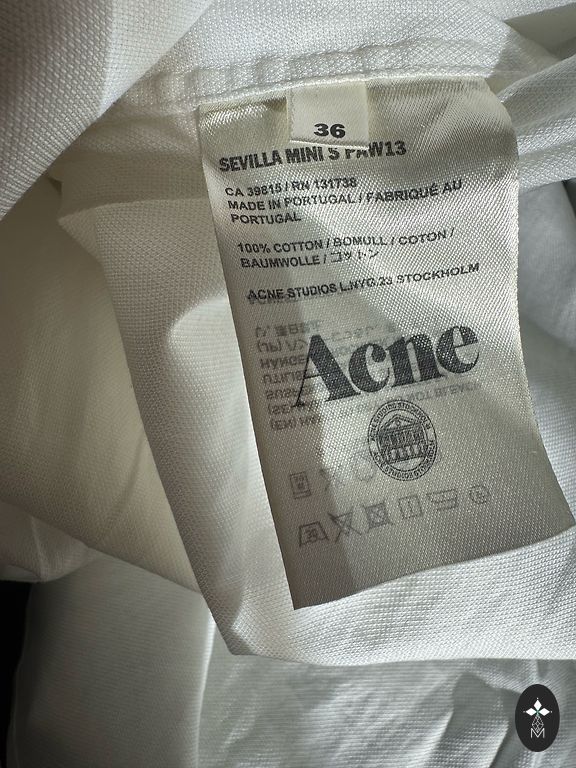 36
SEVILLA MINI S PAW13
CA 39815 / RN 131738
MADE IN PORTUGAL / FABRIQUÉ AU
PORTUGAL
100% COTTON / BOMULL / COTON /
BAUMWOLLE / コットン
ACNE STUDIOS L.NYG.23 STOCKHOLM
Acne
M